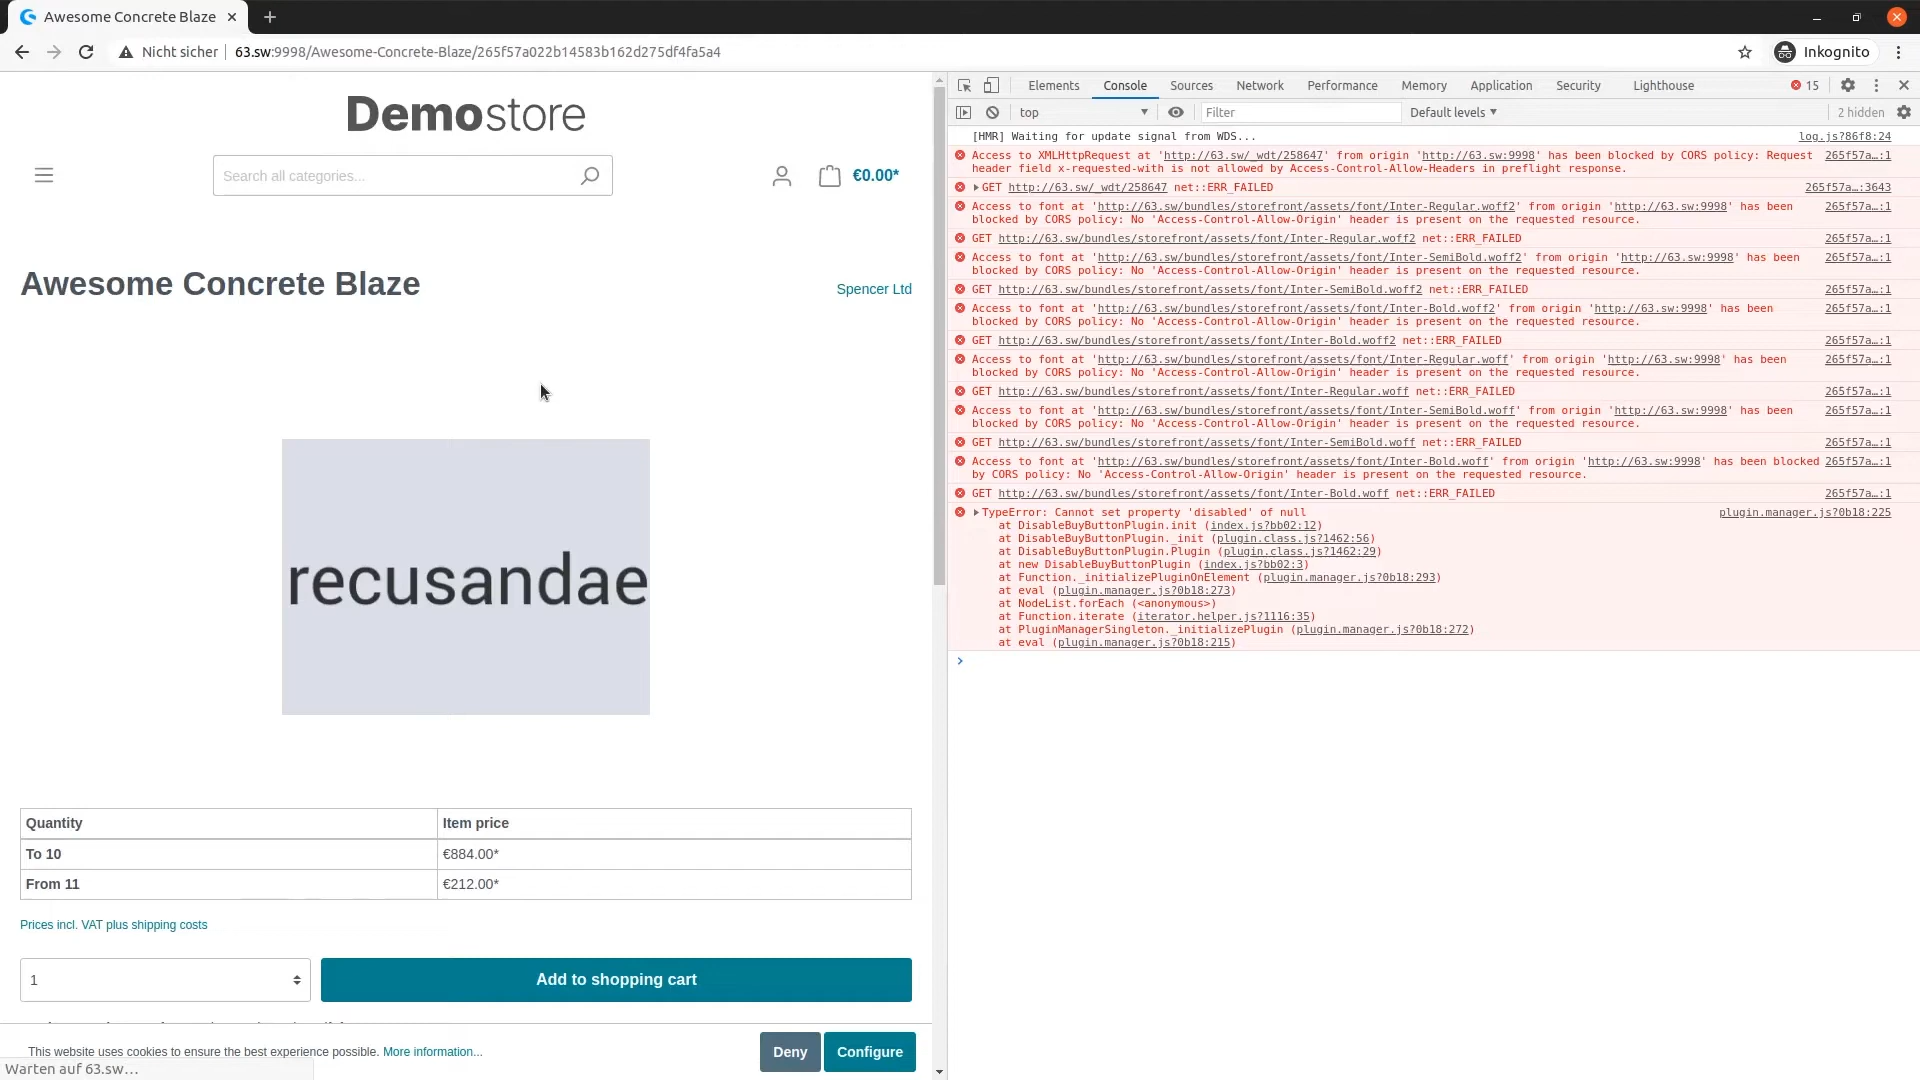 Awesome Concrete Blaze
Nicht sicher 63.sw:9998/Awesome-Concrete-Blaze/265f57a022b14583b162d275df4fa5a4
Inkognito
Demostore
Search all categories...
€0.00*
Awesome Concrete Blaze
Spencer Ltd
recusandae
Quantity Item price
To 10 €884.00*
From 11 €212.00*
Prices incl. VAT plus shipping costs
1
Add to shopping cart
This website uses cookies to ensure the best experience possible. More information...
Deny
Configure
Warten auf 63.sw…
Elements Console Sources Network Performance Memory Application Security Lighthouse 15
top Filter Default levels 2 hidden
[HMR] Waiting for update signal from WDS... log.js?86f8:24
Access to XMLHttpRequest at 'http://63.sw/_wdt/258647' from origin 'http://63.sw:9998' has been blocked by CORS policy: Request 265f57a…:1
header field x-requested-with is not allowed by Access-Control-Allow-Headers in preflight response.
GET http://63.sw/_wdt/258647 net::ERR_FAILED 265f57a…:3643
Access to font at 'http://63.sw/bundles/storefront/assets/font/Inter-Regular.woff2' from origin 'http://63.sw:9998' has been 265f57a…:1
blocked by CORS policy: No 'Access-Control-Allow-Origin' header is present on the requested resource.
GET http://63.sw/bundles/storefront/assets/font/Inter-Regular.woff2 net::ERR_FAILED 265f57a…:1
Access to font at 'http://63.sw/bundles/storefront/assets/font/Inter-SemiBold.woff2' from origin 'http://63.sw:9998' has been 265f57a…:1
blocked by CORS policy: No 'Access-Control-Allow-Origin' header is present on the requested resource.
GET http://63.sw/bundles/storefront/assets/font/Inter-SemiBold.woff2 net::ERR_FAILED 265f57a…:1
Access to font at 'http://63.sw/bundles/storefront/assets/font/Inter-Bold.woff2' from origin 'http://63.sw:9998' has been 265f57a…:1
blocked by CORS policy: No 'Access-Control-Allow-Origin' header is present on the requested resource.
GET http://63.sw/bundles/storefront/assets/font/Inter-Bold.woff2 net::ERR_FAILED 265f57a…:1
Access to font at 'http://63.sw/bundles/storefront/assets/font/Inter-Regular.woff' from origin 'http://63.sw:9998' has 265f57a…:1
blocked by CORS policy: No 'Access-Control-Allow-Origin' header is present on the requested resource.
GET http://63.sw/bundles/storefront/assets/font/Inter-Regular.woff net::ERR_FAILED 265f57a…:1
Access to font at 'http://63.sw/bundles/storefront/assets/font/Inter-SemiBold.woff' from origin 'http://63.sw:9998' has been 265f57a…:1
blocked by CORS policy: No 'Access-Control-Allow-Origin' header is present on the requested resource.
GET http://63.sw/bundles/storefront/assets/font/Inter-SemiBold.woff net::ERR_FAILED 265f57a…:1
Access to font at 'http://63.sw/bundles/storefront/assets/font/Inter-Bold.woff' from origin 'http://63.sw:9998' has been blocked 265f57a…:1
by CORS policy: No 'Access-Control-Allow-Origin' header is present on the requested resource.
GET http://63.sw/bundles/storefront/assets/font/Inter-Bold.woff net::ERR_FAILED 265f57a…:1
TypeError: Cannot set property 'disabled' of null plugin.manager.js?0b18:225
at DisableBuyButtonPlugin.init (index.js?bb02:12)
at DisableBuyButtonPlugin._init (plugin.class.js?1462:56)
at DisableBuyButtonPlugin.Plugin (plugin.class.js?1462:29)
at new DisableBuyButtonPlugin (index.js?bb02:3)
at Function._initializePluginOnElement (plugin.manager.js?0b18:293)
at eval (plugin.manager.js?0b18:273)
at NodeList.forEach (<anonymous>)
at Function.iterate (iterator.helper.js?1116:35)
at PluginManagerSingleton._initializePlugin (plugin.manager.js?0b18:272)
at eval (plugin.manager.js?0b18:215)